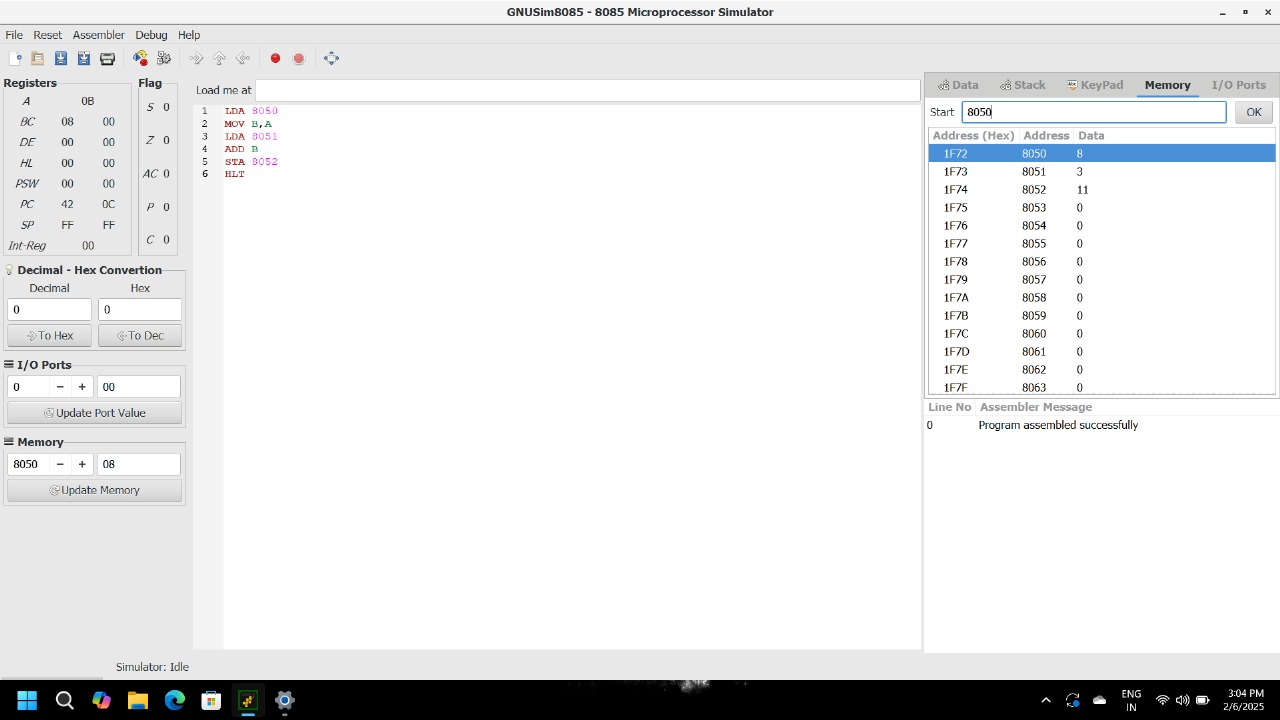 GNUSim8085 - 8085 Microprocessor Simulator
File Reset Assembler Debug Help
Registers
A 0B
BC 08 00
DE 00 00
HL 00 00
PSW 00 00
PC 42 0C
SP FF FF
Int-Reg 00
Flag
S 0
Z 0
AC 0
P 0
C 0
Decimal - Hex Convertion
Decimal Hex
0 0
To Hex To Dec
I/O Ports
0 − + 00
Update Port Value
Memory
8050 − + 08
Update Memory
Load me at
1 LDA 8050
2 MOV B,A
3 LDA 8051
4 ADD B
5 STA 8052
6 HLT
Data Stack KeyPad Memory I/O Ports
Start 8050 OK
Address (Hex) Address Data
1F72 8050 8
1F73 8051 3
1F74 8052 11
1F75 8053 0
1F76 8054 0
1F77 8055 0
1F78 8056 0
1F79 8057 0
1F7A 8058 0
1F7B 8059 0
1F7C 8060 0
1F7D 8061 0
1F7E 8062 0
1F7F 8063 0
Line No Assembler Message
0 Program assembled successfully
Simulator: Idle
ENG
IN
3:04 PM
2/6/2025